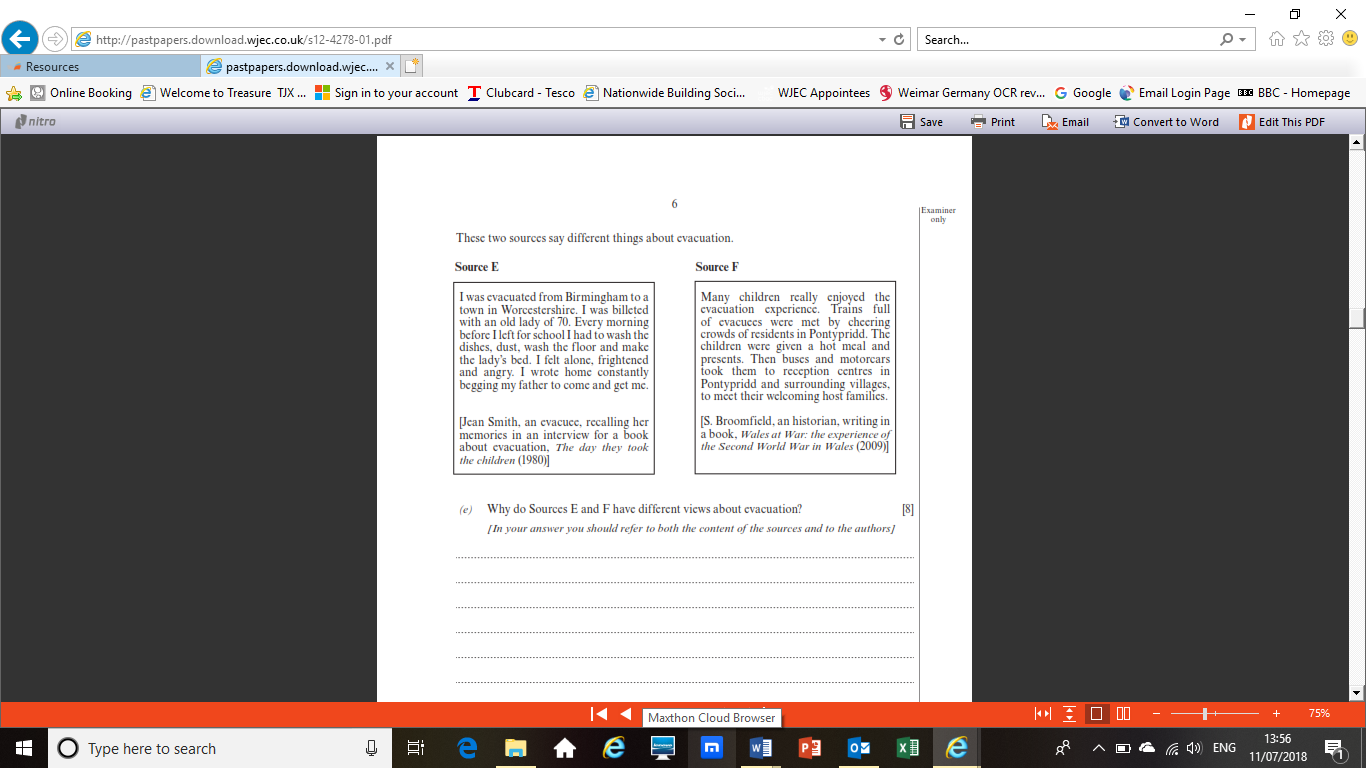 http://pastpapers.download.wjec.co.uk/s12-4278-01.pdf
Search...
Resources
pastpapers.download.wjec....
Online Booking
Welcome to Treasure TJX ...
Sign in to your account
Clubcard - Tesco
Nationwide Building Soci...
WJEC Appointees
Weimar Germany OCR rev...
Google
Email Login Page
BBC - Homepage
nitro
Save
Print
Email
Convert to Word
Edit This PDF
6
Examiner
only
These two sources say different things about evacuation.
Source E
I was evacuated from Birmingham to a
town in Worcestershire. I was billeted
with an old lady of 70. Every morning
before I left for school I had to wash the
dishes, dust, wash the floor and make
the lady's bed. I felt alone, frightened
and angry. I wrote home constantly
begging my father to come and get me.
[Jean Smith, an evacuee, recalling her
memories in an interview for a book
about evacuation, The day they took
the children (1980)]
Source F
Many children really enjoyed the
evacuation experience. Trains full
of evacuees were met by cheering
crowds of residents in Pontypridd. The
children were given a hot meal and
presents. Then buses and motorcars
took them to reception centres in
Pontypridd and surrounding villages,
to meet their welcoming host families.
[S. Broomfield, an historian, writing in
a book, Wales at War: the experience of
the Second World War in Wales (2009)]
(e) Why do Sources E and F have different views about evacuation? [8]
[In your answer you should refer to both the content of the sources and to the authors]
Maxthon Cloud Browser
75%
Type here to search
ENG
13:56
11/07/2018
1